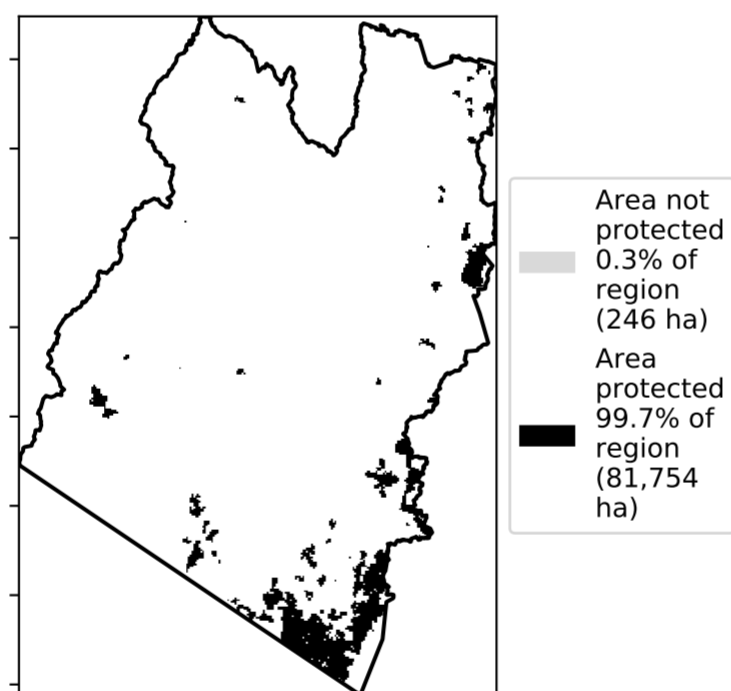 Area not
protected
0.3% of
region
(246 ha)
Area
protected
99.7% of
region
(81,754
ha)